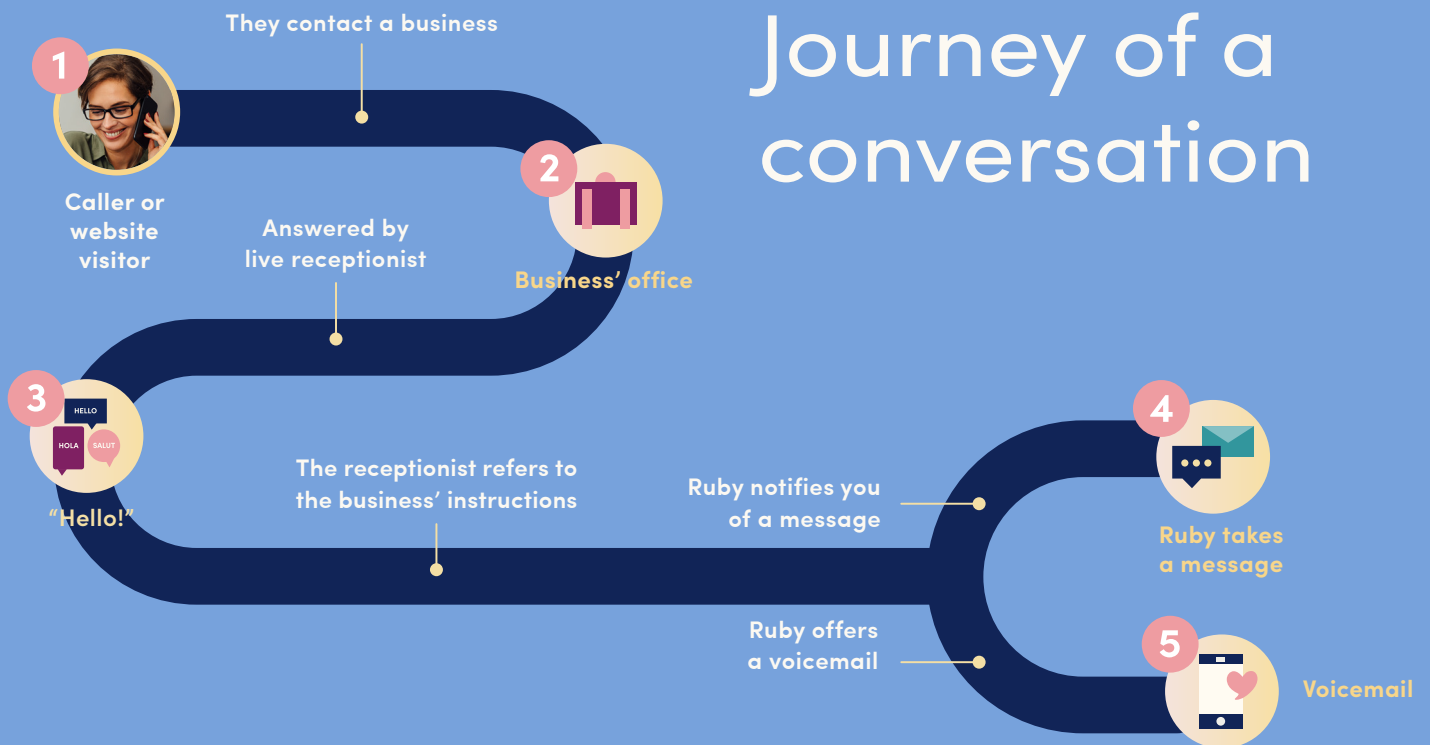 Journey of a
conversation
They contact a business
1
Caller or
website
visitor
2
Business’ office
Answered by
live receptionist
3
HELLO
HOLA
SALUT
“Hello!”
The receptionist refers to
the business’ instructions
Ruby notifies you
of a message
4
Ruby takes
a message
Ruby offers
a voicemail
5
Voicemail